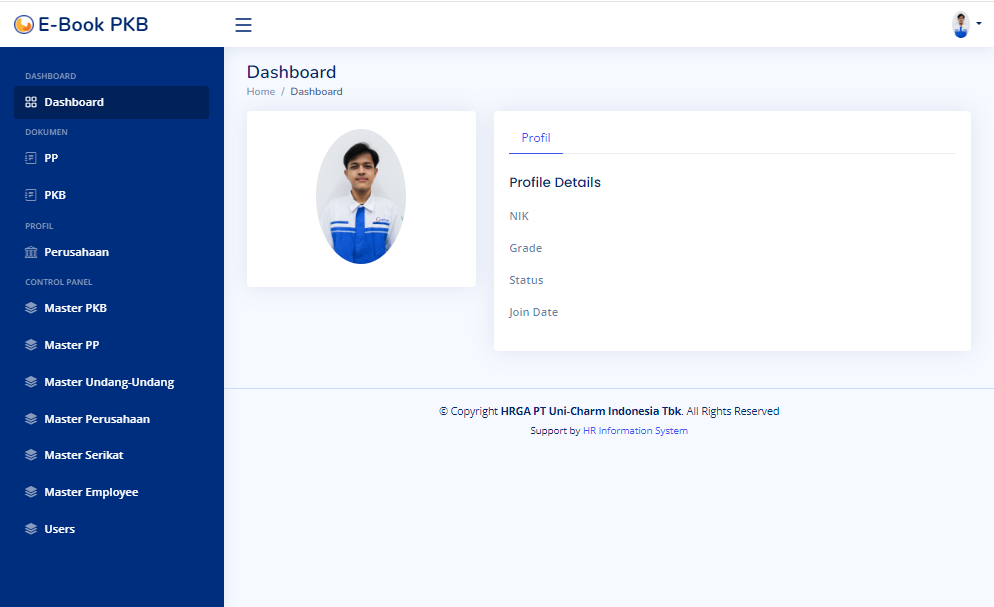 E-Book PKB
DASHBOARD
Dashboard
DOKUMEN
PP
PKB
PROFIL
Perusahaan
CONTROL PANEL
Master PKB
Master PP
Master Undang-Undang
Master Perusahaan
Master Serikat
Master Employee
Users
Dashboard
Home / Dashboard
Profil
Profile Details
NIK
Grade
Status
Join Date
© Copyright HRGA PT Uni-Charm Indonesia Tbk. All Rights Reserved
Support by HR Information System